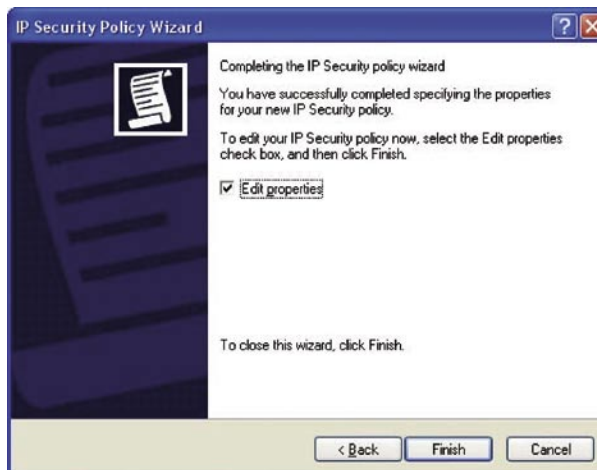 IP Security Policy Wizard
Completing the IP Security policy wizard
You have successfully completed specifying the properties
for your new IP Security policy.
To edit your IP Security policy now, select the Edit properties
check box, and then click Finish.
Edit properties
To close this wizard, click Finish.
< Back Finish Cancel